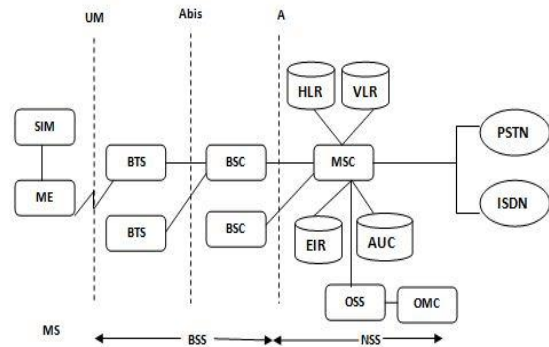 UM
Abis
A
HLR
VLR
SIM
PSTN
BTS
BSC
MSC
ME
ISDN
BTS
BSC
EIR
AUC
OSS
OMC
MS
BSS
NSS